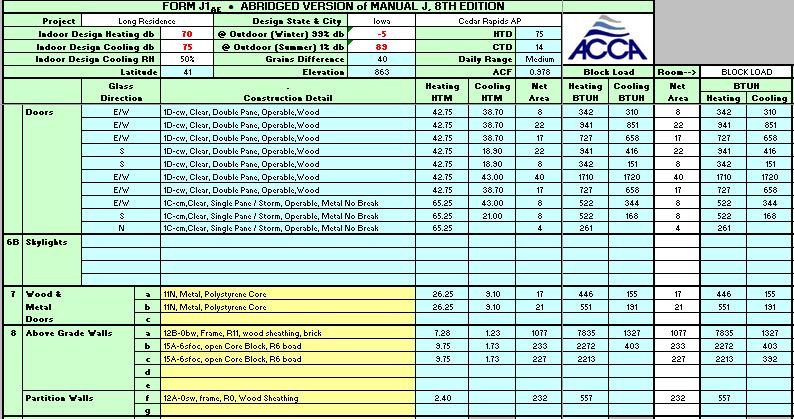 FORM J1AE • ABRIDGED VERSION of MANUAL J, 8TH EDITION
Project Long Residence Design State & City Iowa Cedar Rapids AP
Indoor Design Heating db 70 @ Outdoor (Winter) 99% db -5 HTD 75
Indoor Design Cooling db 75 @ Outdoor (Summer) 1% db 89 CTD 14
Indoor Design Cooling RH 50% Grains Difference 40 Daily Range Medium ACCA
Latitude 41 Elevation 863 ACF 0.978 Block Load Room--> BLOCK LOAD
Glass . Heating Cooling Net Heating Cooling Net BTUH
Direction Construction Detail HTM HTM Area BTUH BTUH Area Heating Cooling
Doors E/W 1D-cw, Clear, Double Pane, Operable,Wood 42.75 38.70 8 342 310 8 342 310
E/W 1D-cw, Clear, Double Pane, Operable,Wood 42.75 38.70 22 941 851 22 941 851
E/W 1D-cw, Clear, Double Pane, Operable,Wood 42.75 38.70 17 727 658 17 727 658
S 1D-cw, Clear, Double Pane, Operable,Wood 42.75 18.90 22 941 416 22 941 416
S 1D-cw, Clear, Double Pane, Operable,Wood 42.75 18.90 8 342 151 8 342 151
E/W 1D-cw, Clear, Double Pane, Operable,Wood 42.75 43.00 40 1710 1720 40 1710 1720
E/W 1D-cw, Clear, Double Pane, Operable,Wood 42.75 38.70 17 727 658 17 727 658
E/W 1C-cm,Clear, Single Pane / Storm, Operable, Metal No Break 65.25 43.00 8 522 344 8 522 344
S 1C-cm,Clear, Single Pane / Storm, Operable, Metal No Break 65.25 21.00 8 522 168 8 522 168
N 1C-cm,Clear, Single Pane / Storm, Operable, Metal No Break 65.25 4 261 4 261
6B Skylights
7 Wood & a 11N, Metal, Polystyrene Core 26.25 9.10 17 446 155 17 446 155
Metal b 11N, Metal, Polystyrene Core 26.25 9.10 21 551 191 21 551 191
Doors c
8 Above Grade Walls a 12B-0bw, Frame, R11, wood sheathing, brick 7.28 1.23 1077 7835 1327 1077 7835 1327
b 15A-6sfoc, open Core Block, R6 boad 9.75 1.73 233 2272 403 233 2272 403
c 15A-6sfoc, open Core Block, R6 boad 9.75 1.73 227 2213 227 2213 392
d
e
Partition Walls f 12A-0sw, frame, R0, Wood Sheathing 2.40 232 557 232 557
g